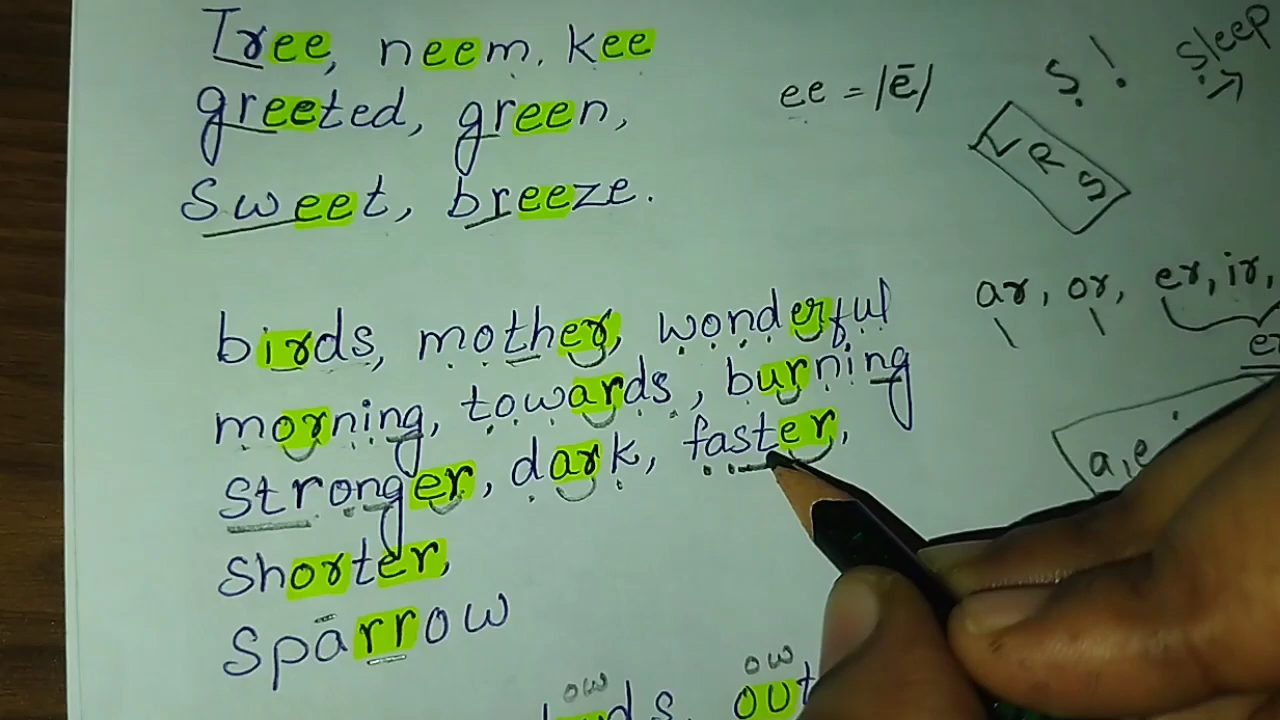 Tree, neem, kee
greeted, green,
Sweet, breeze.
ee = /ē/
S !
sleep
LRS
birds, mother, wonderful
morning, towards, burning
stronger, dark, faster,
shorter,
Sparrow
ar, or, er, ir,
a, e
ow
ow
out